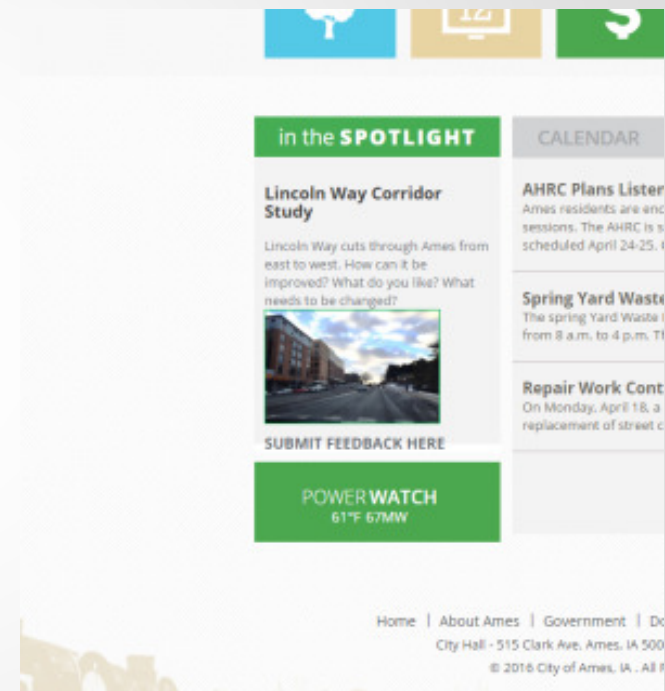 12
$
in the SPOTLIGHT
CALENDAR
Lincoln Way Corridor
Study
Lincoln Way cuts through Ames from
east to west. How can it be
improved? What do you like? What
needs to be changed?
SUBMIT FEEDBACK HERE
POWER WATCH
61°F 67MW
AHRC Plans Lister
Ames residents are enc
sessions. The AHRC is s
scheduled April 24-25.
Spring Yard Waste
The spring Yard Waste
from 8 a.m. to 4 p.m. Th
Repair Work Cont
On Monday, April 18, a
replacement of street c
Home | About Ames | Government | Do
City Hall - 515 Clark Ave. Ames, IA 500
© 2016 City of Ames, IA . All